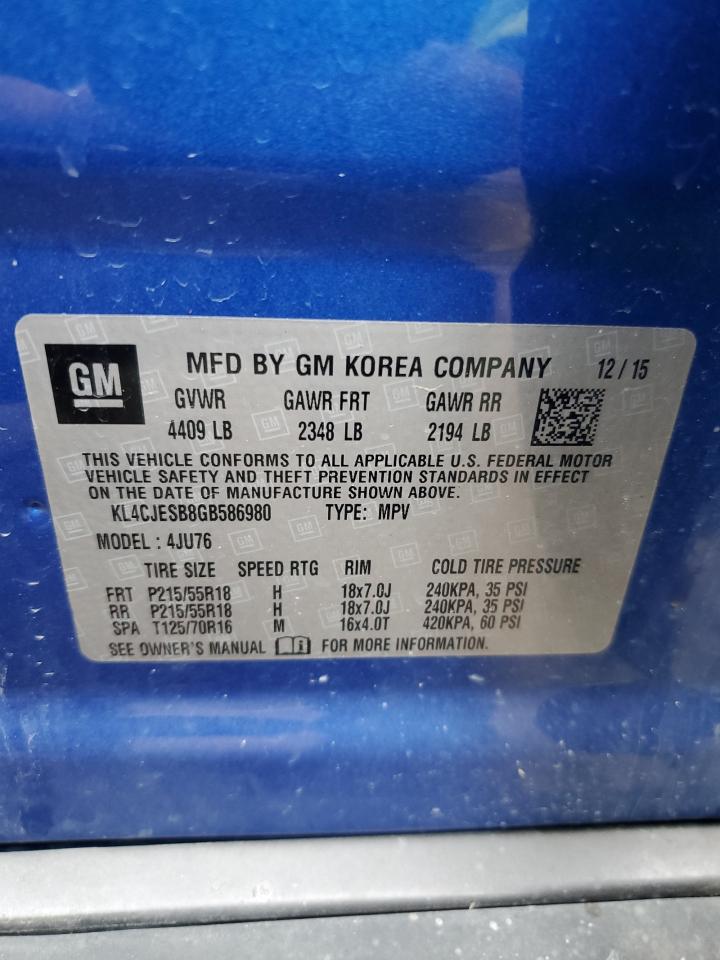 GM MFD BY GM KOREA COMPANY 12 / 15
GVWR GAWR FRT GAWR RR
4409 LB 2348 LB 2194 LB
THIS VEHICLE CONFORMS TO ALL APPLICABLE U.S. FEDERAL MOTOR
VEHICLE SAFETY AND THEFT PREVENTION STANDARDS IN EFFECT
ON THE DATE OF MANUFACTURE SHOWN ABOVE.
KL4CJESB8GB586980 TYPE: MPV
MODEL : 4JU76
TIRE SIZE SPEED RTG RIM COLD TIRE PRESSURE
FRT P215/55R18 H 18x7.0J 240KPA, 35 PSI
RR P215/55R18 H 18x7.0J 240KPA, 35 PSI
SPA T125/70R16 M 16x4.0T 420KPA, 60 PSI
SEE OWNER'S MANUAL FOR MORE INFORMATION.